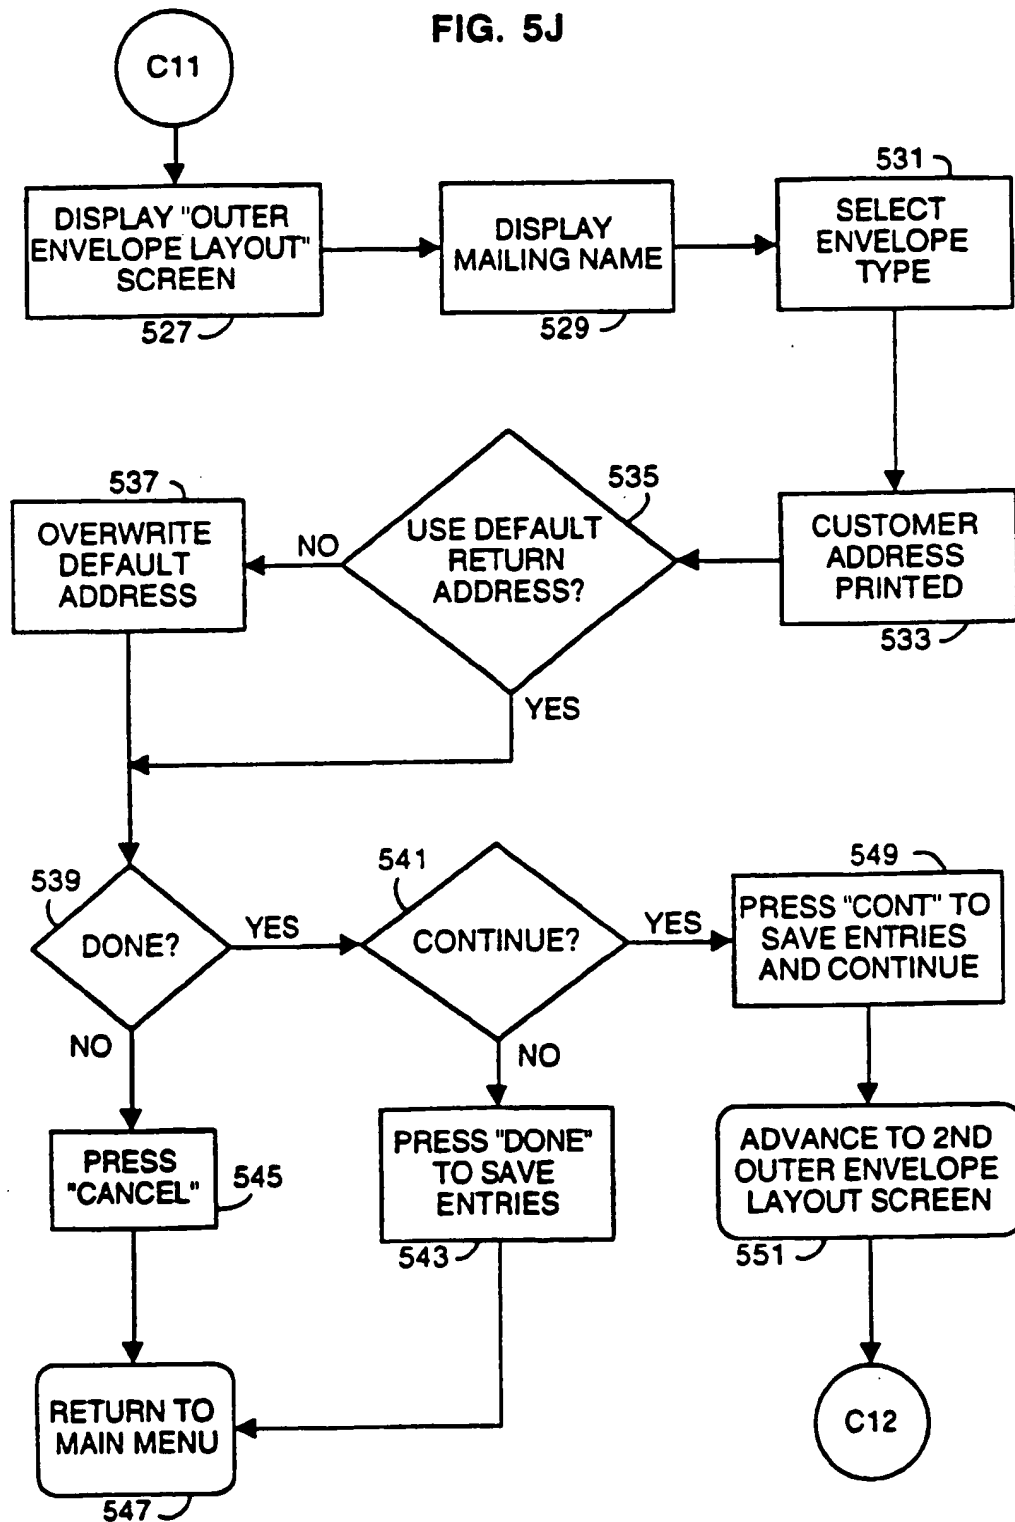 FIG. 5J
C11
DISPLAY "OUTER
ENVELOPE LAYOUT"
SCREEN
527
DISPLAY
MAILING NAME
529
531
SELECT
ENVELOPE
TYPE
537
OVERWRITE
DEFAULT
ADDRESS
NO
535
USE DEFAULT
RETURN
ADDRESS?
YES
CUSTOMER
ADDRESS
PRINTED
533
539
DONE?
YES
NO
541
CONTINUE?
YES
NO
549
PRESS "CONT" TO
SAVE ENTRIES
AND CONTINUE
PRESS
"CANCEL"
545
PRESS "DONE"
TO SAVE
ENTRIES
543
ADVANCE TO 2ND
OUTER ENVELOPE
LAYOUT SCREEN
551
RETURN TO
MAIN MENU
547
C12